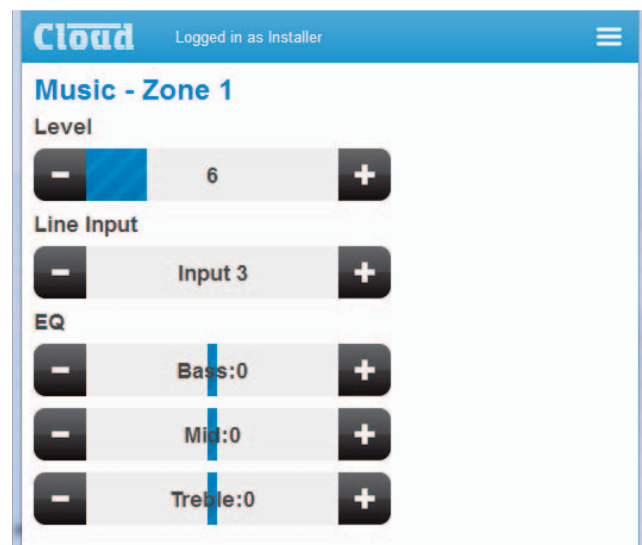 Cloud
Logged in as Installer
Music - Zone 1
Level
6
Line Input
Input 3
EQ
Bass:0
Mid:0
Treble:0